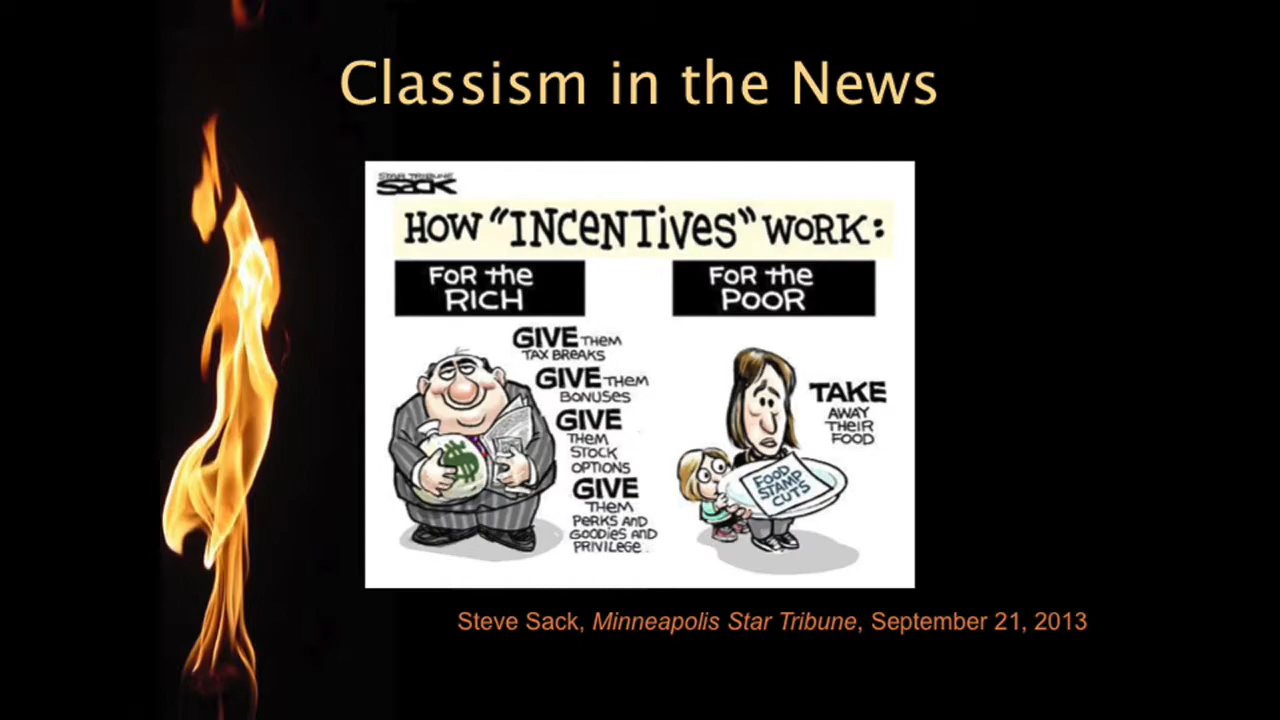 Classism in the News
STAR TRIBUNE
SACK
HOW "INCENTIVES" WORK:
FOR the
RICH
GIVE THEM
TAX BREAKS
GIVE THEM
BONUSES
GIVE
THEM
STOCK
OPTIONS
GIVE
THEM
PERKS AND
GOODIES AND
PRIVILEGE
FOR the
POOR
TAKE
AWAY
THEIR
FOOD
FOOD
STAMP
CUTS
Steve Sack, Minneapolis Star Tribune, September 21, 2013